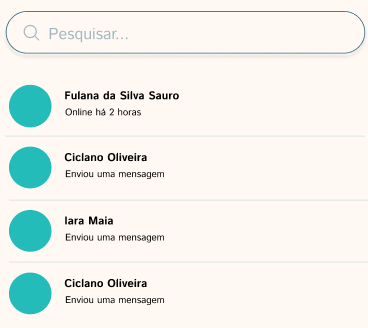 Pesquisar...
Fulana da Silva Sauro
Online há 2 horas
Ciclano Oliveira
Enviou uma mensagem
Iara Maia
Enviou uma mensagem
Ciclano Oliveira
Enviou uma mensagem